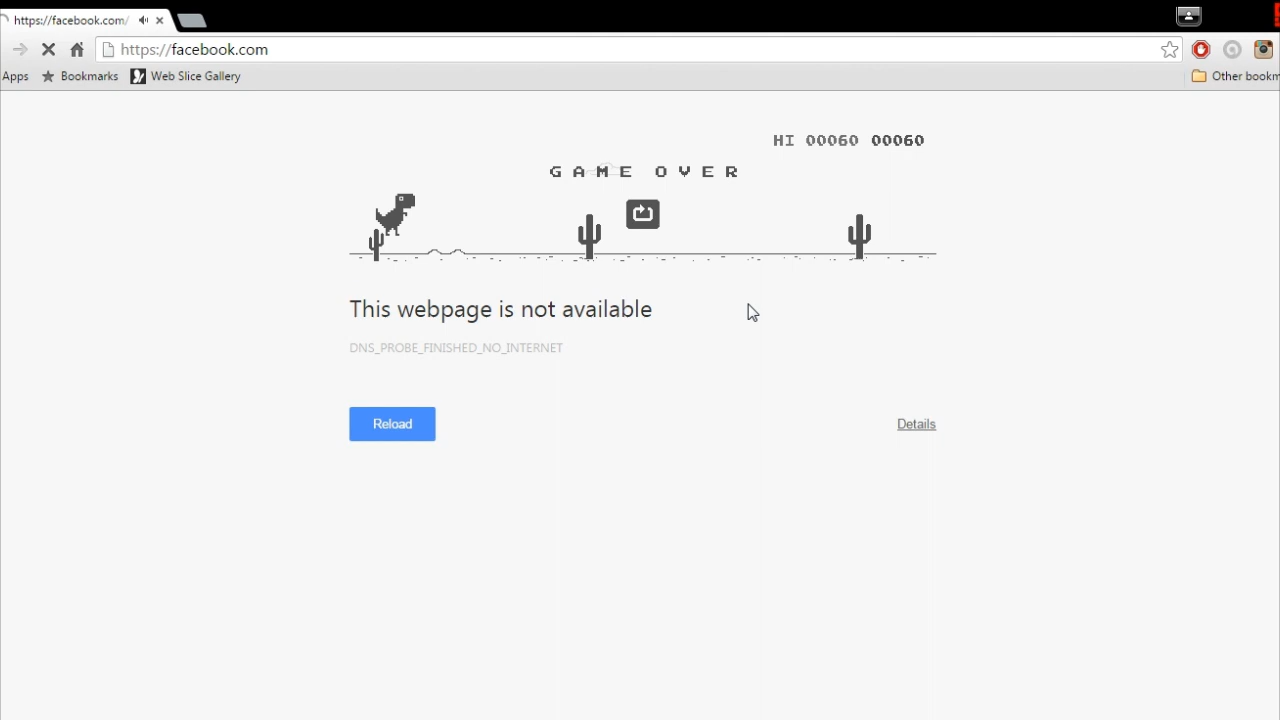 https://facebook.com/
https://facebook.com
Apps Bookmarks Web Slice Gallery Other bookm
HI 00060 00060
GAME OVER
This webpage is not available
DNS_PROBE_FINISHED_NO_INTERNET
Reload Details